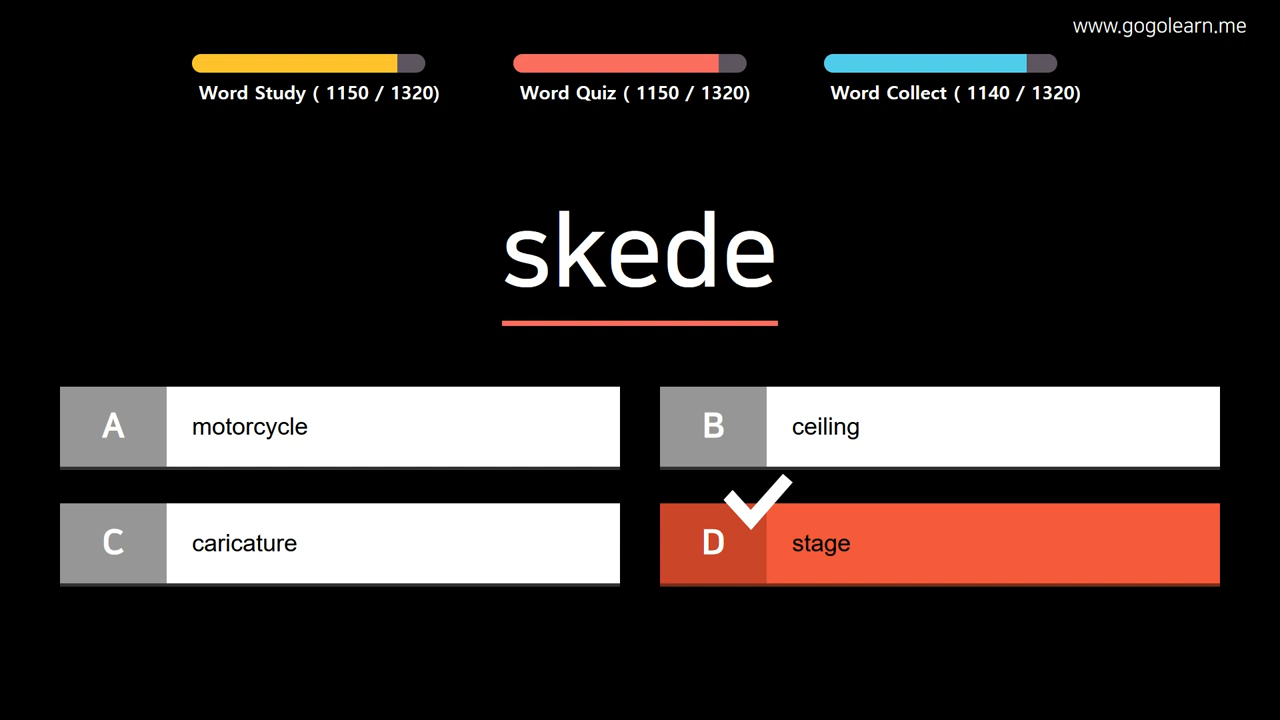 www.gogolearn.me
Word Study ( 1150 / 1320)
Word Quiz ( 1150 / 1320)
Word Collect ( 1140 / 1320)
skede
A motorcycle
B ceiling
C caricature
D stage